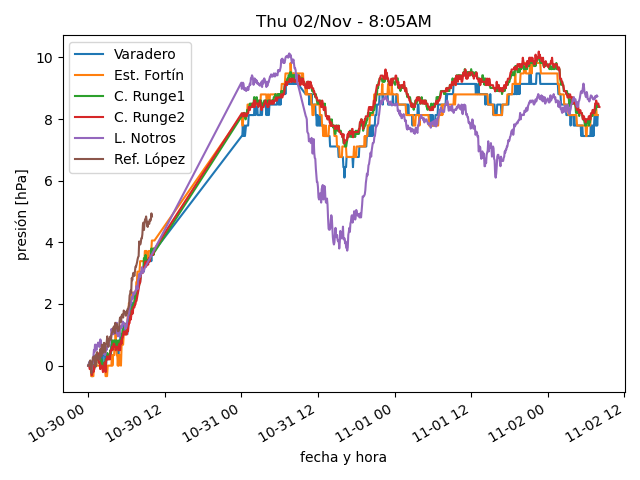 Thu 02/Nov - 8:05AM
Varadero
Est. Fortín
C. Runge1
C. Runge2
L. Notros
Ref. López
presión [hPa]
10
8
6
4
2
0
10-30 00
10-30 12
10-31 00
10-31 12
11-01 00
11-01 12
11-02 00
11-02 12
fecha y hora